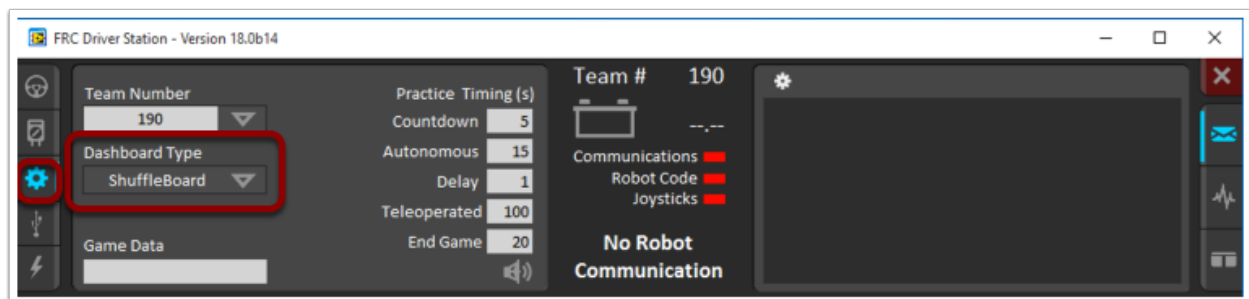 FRC Driver Station - Version 18.0b14
Team Number
190
Dashboard Type
ShuffleBoard
Game Data
Practice Timing (s)
Countdown 5
Autonomous 15
Delay 1
Teleoperated 100
End Game 20
Team # 190
--.--
Communications
Robot Code
Joysticks
No Robot
Communication